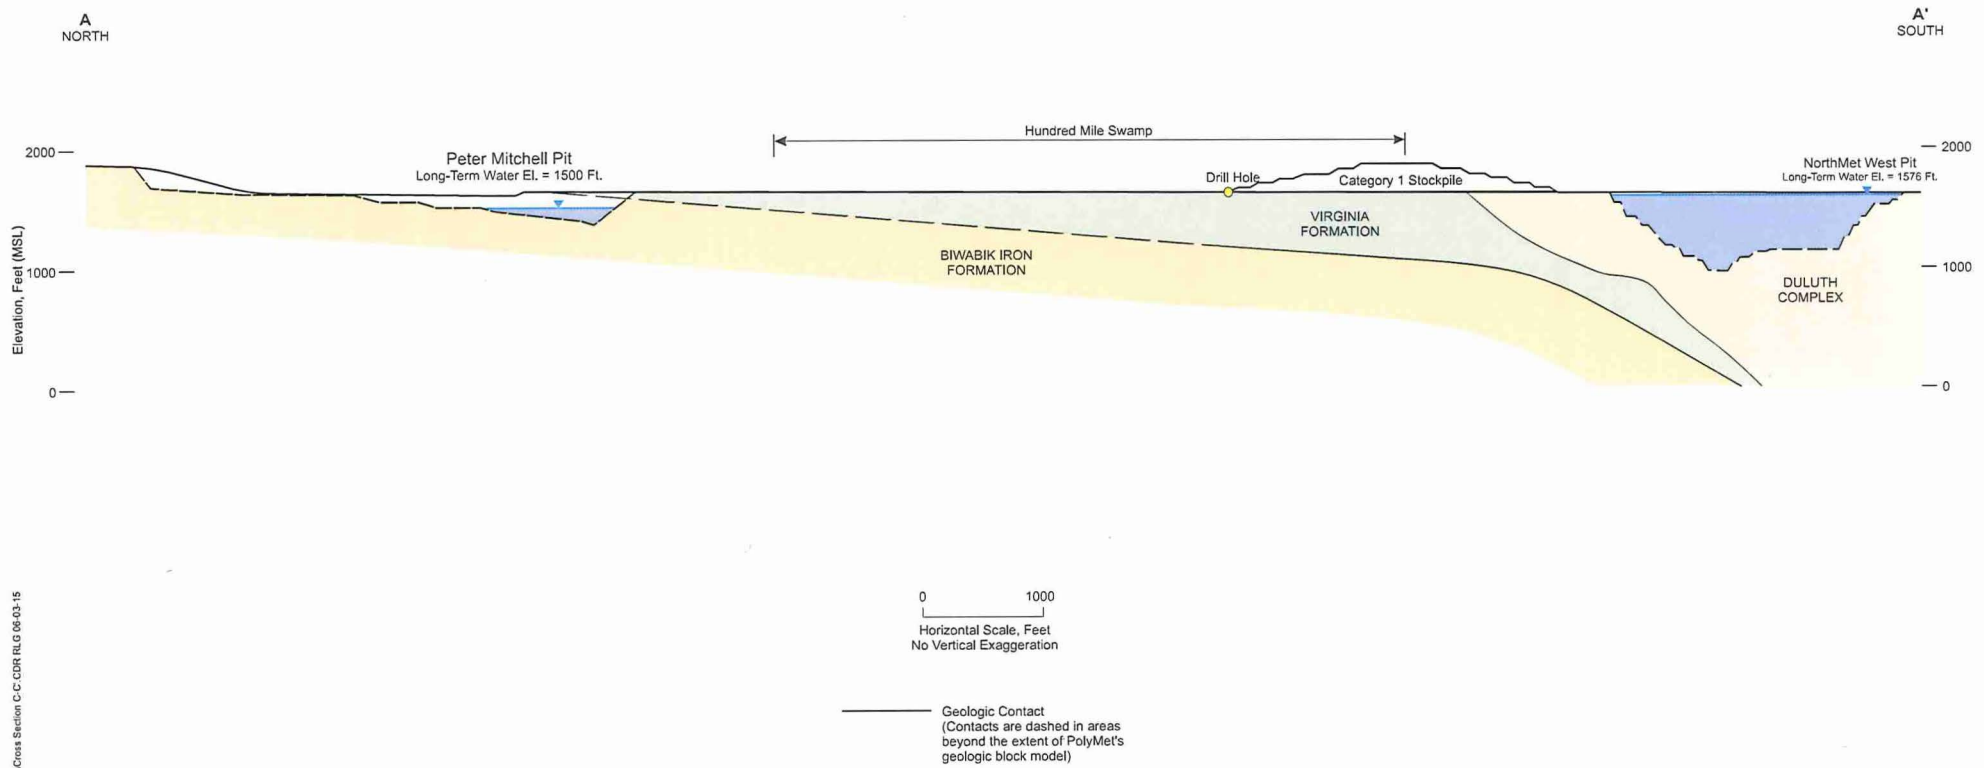 A
NORTH
A'
SOUTH
Hundred Mile Swamp
2000
2000
Peter Mitchell Pit
Long-Term Water El. = 1500 Ft.
NorthMet West Pit
Long-Term Water El. = 1576 Ft.
Drill Hole
Category 1 Stockpile
VIRGINIA
FORMATION
BIWABIK IRON
FORMATION
Elevation, Feet (MSL)
1000
1000
DULUTH
COMPLEX
0
0
0 1000
Horizontal Scale, Feet
No Vertical Exaggeration
Geologic Contact
(Contacts are dashed in areas
beyond the extent of PolyMet's
geologic block model)
/Cross Section C-C'.CDR RLG 06-03-15